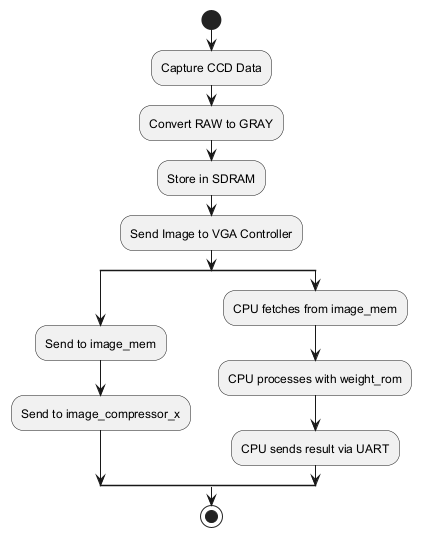 Capture CCD Data
Convert RAW to GRAY
Store in SDRAM
Send Image to VGA Controller
Send to image_mem
Send to image_compressor_x
CPU fetches from image_mem
CPU processes with weight_rom
CPU sends result via UART